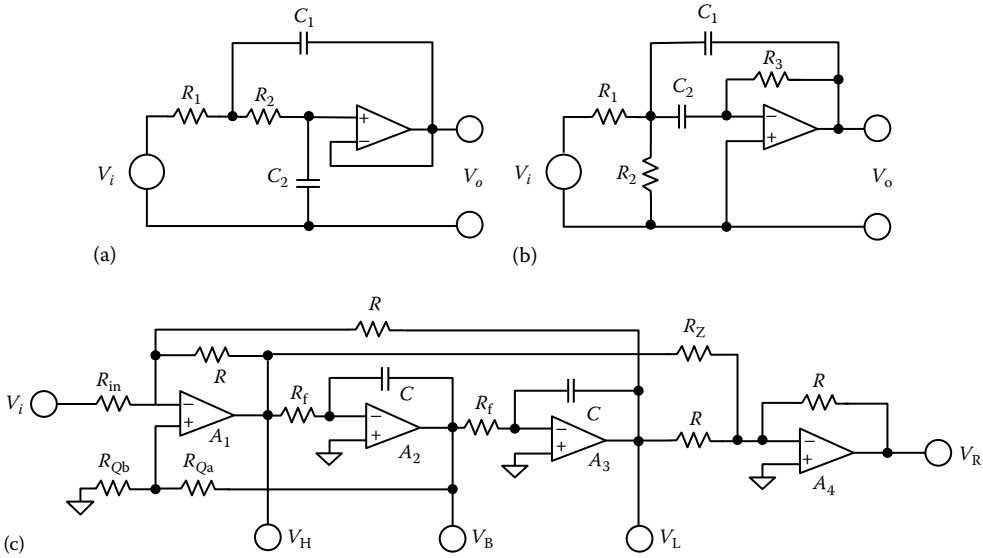 C1
R1
R2
+
−
C2
Vi
Vo
(a)
C1
R3
R1
C2
−
+
R2
Vi
Vo
(b)
R
RZ
R
Rin
Vi
−
+
A1
Rf
C
−
+
A2
Rf
C
−
+
A3
R
R
−
+
A4
VR
RQb
RQa
VH
VB
VL
(c)